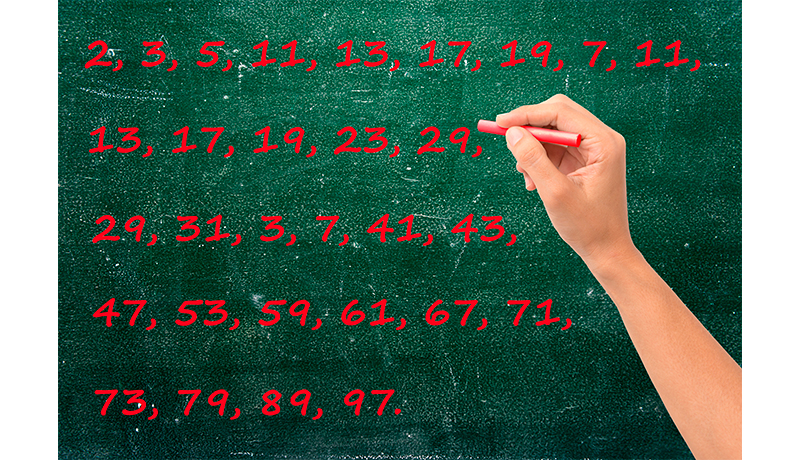 2, 3, 5, 11, 13, 17, 19, 7, 11,
13, 17, 19, 23, 29,
29, 31, 3, 7, 41, 43,
47, 53, 59, 61, 67, 71,
73, 79, 89, 97.